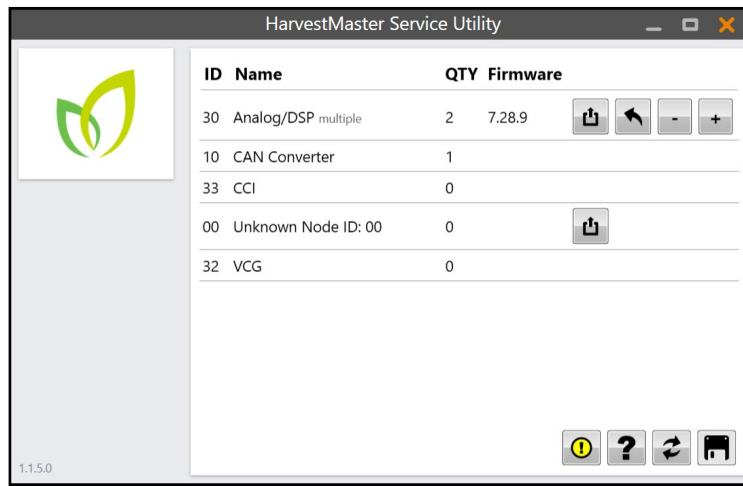 HarvestMaster Service Utility
ID Name QTY Firmware
30 Analog/DSP multiple 2 7.28.9 - +
10 CAN Converter 1
33 CCI 0
00 Unknown Node ID: 00 0
32 VCG 0
! ?
1.1.5.0